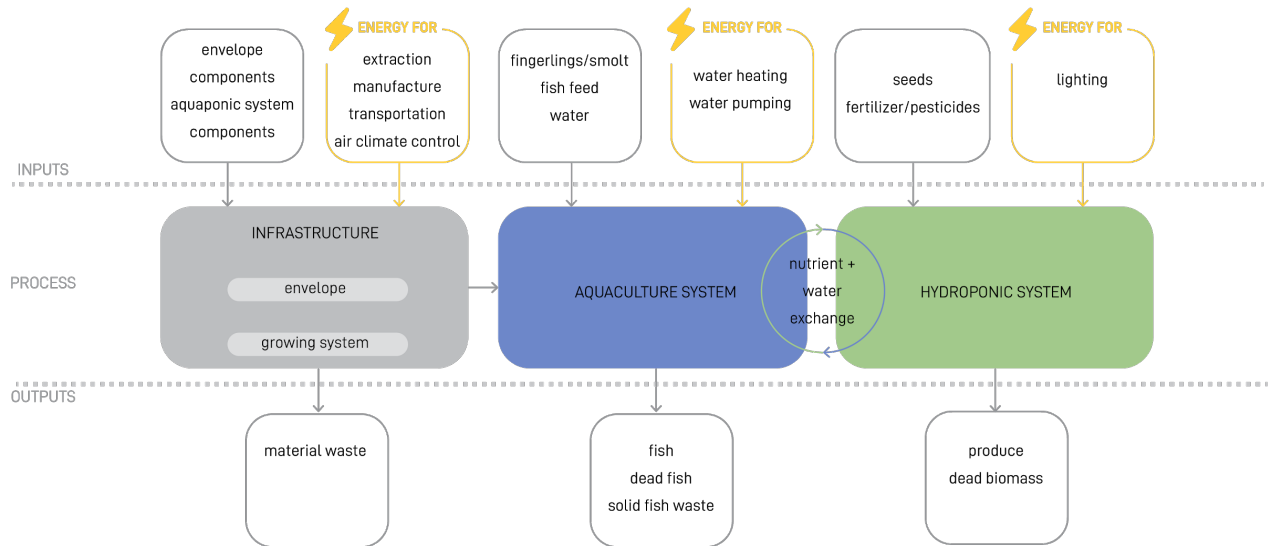 ENERGY FOR
ENERGY FOR
ENERGY FOR
envelope
components
aquaponic system
components
extraction
manufacture
transportation
air climate control
fingerlings/smolt
fish feed
water
water heating
water pumping
seeds
fertilizer/pesticides
lighting
INPUTS
INFRASTRUCTURE
envelope
growing system
PROCESS
AQUACULTURE SYSTEM
nutrient +
water
exchange
HYDROPONIC SYSTEM
OUTPUTS
material waste
fish
dead fish
solid fish waste
produce
dead biomass